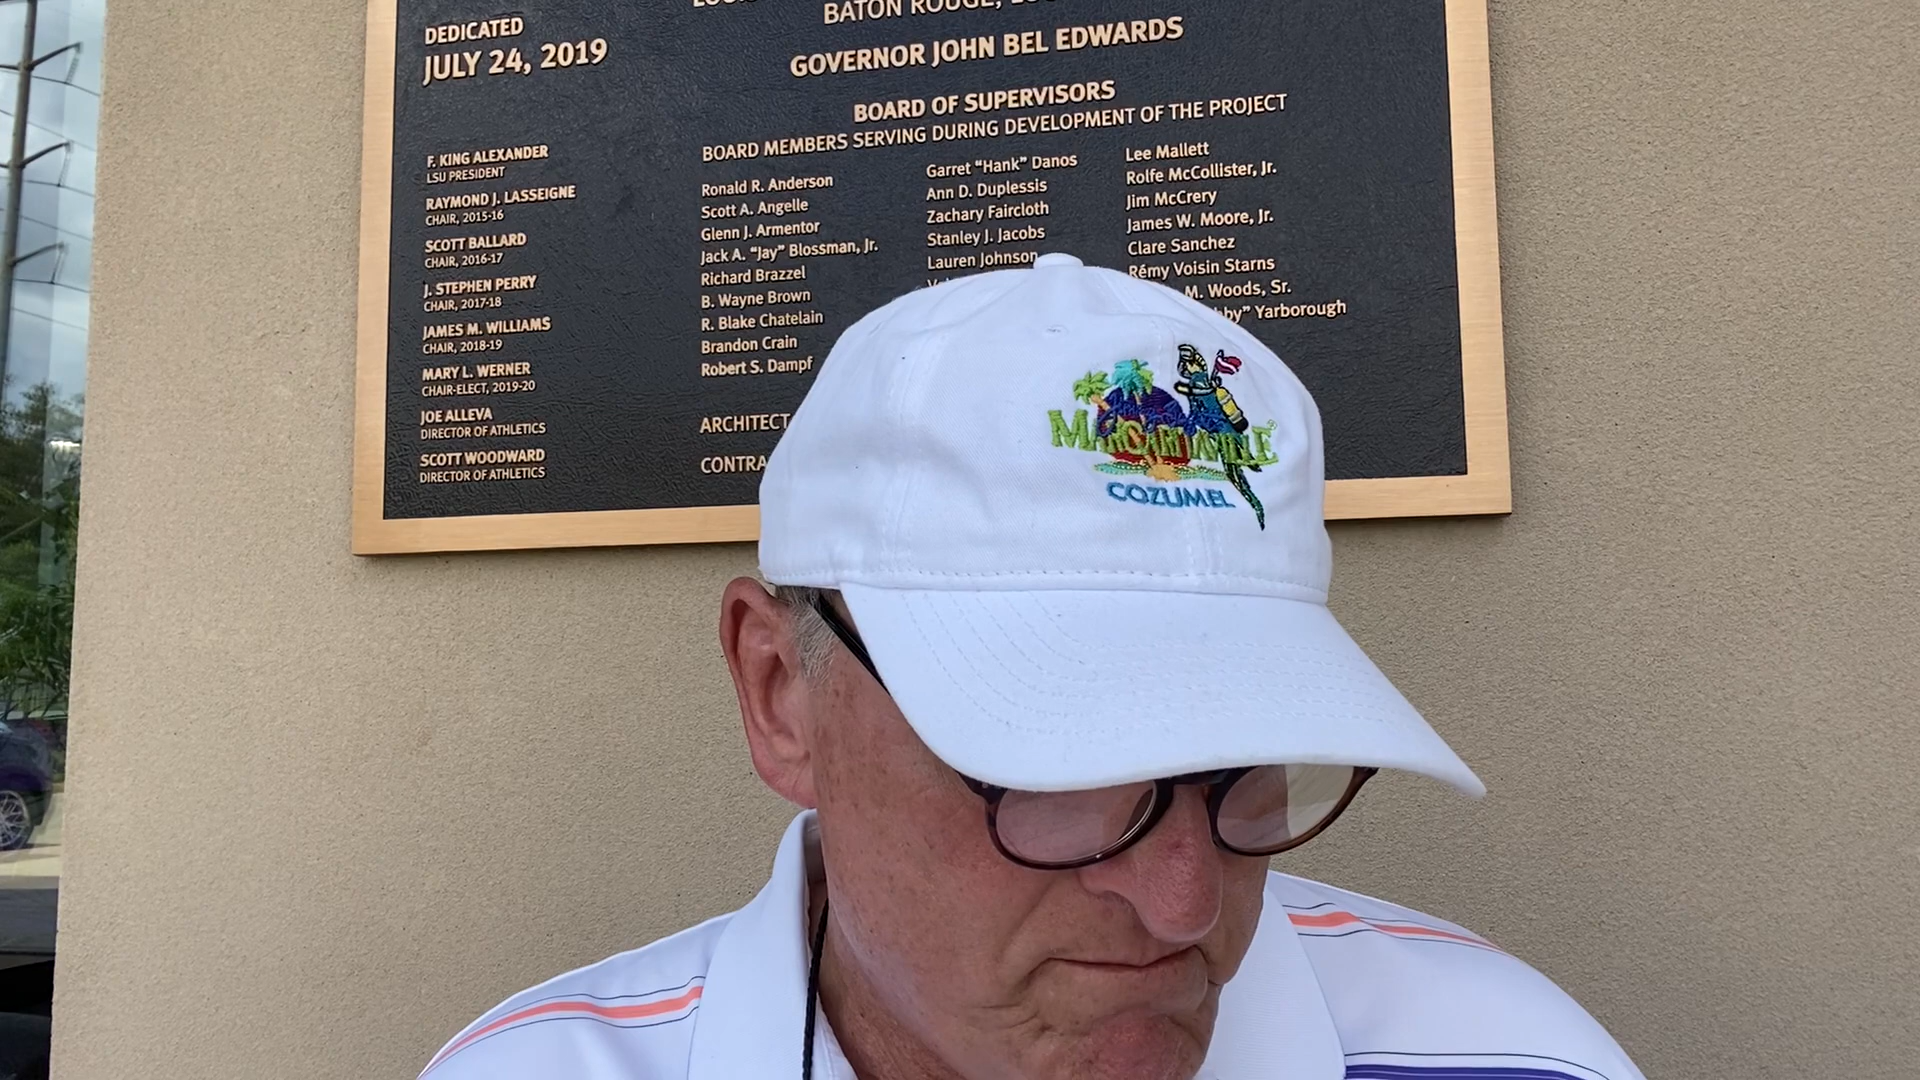 DEDICATED
JULY 24, 2019
BATON ROUGE,
GOVERNOR JOHN BEL EDWARDS
BOARD OF SUPERVISORS
BOARD MEMBERS SERVING DURING DEVELOPMENT OF THE PROJECT
F. KING ALEXANDER
LSU PRESIDENT
RAYMOND J. LASSEIGNE
CHAIR, 2015-16
SCOTT BALLARD
CHAIR, 2016-17
J. STEPHEN PERRY
CHAIR, 2017-18
JAMES M. WILLIAMS
CHAIR, 2018-19
MARY L. WERNER
CHAIR-ELECT, 2019-20
JOE ALLEVA
DIRECTOR OF ATHLETICS
SCOTT WOODWARD
DIRECTOR OF ATHLETICS
Ronald R. Anderson
Scott A. Angelle
Glenn J. Armentor
Jack A. “Jay” Blossman, Jr.
Richard Brazzel
B. Wayne Brown
R. Blake Chatelain
Brandon Crain
Robert S. Dampf
Garret “Hank” Danos
Ann D. Duplessis
Zachary Faircloth
Stanley J. Jacobs
Lauren Johnson
Lee Mallett
Rolfe McCollister, Jr.
Jim McCrery
James W. Moore, Jr.
Clare Sanchez
Rémy Voisin Starns
M. Woods, Sr.
Yarborough
ARCHITECT
MARGARITAVILLE
COZUMEL